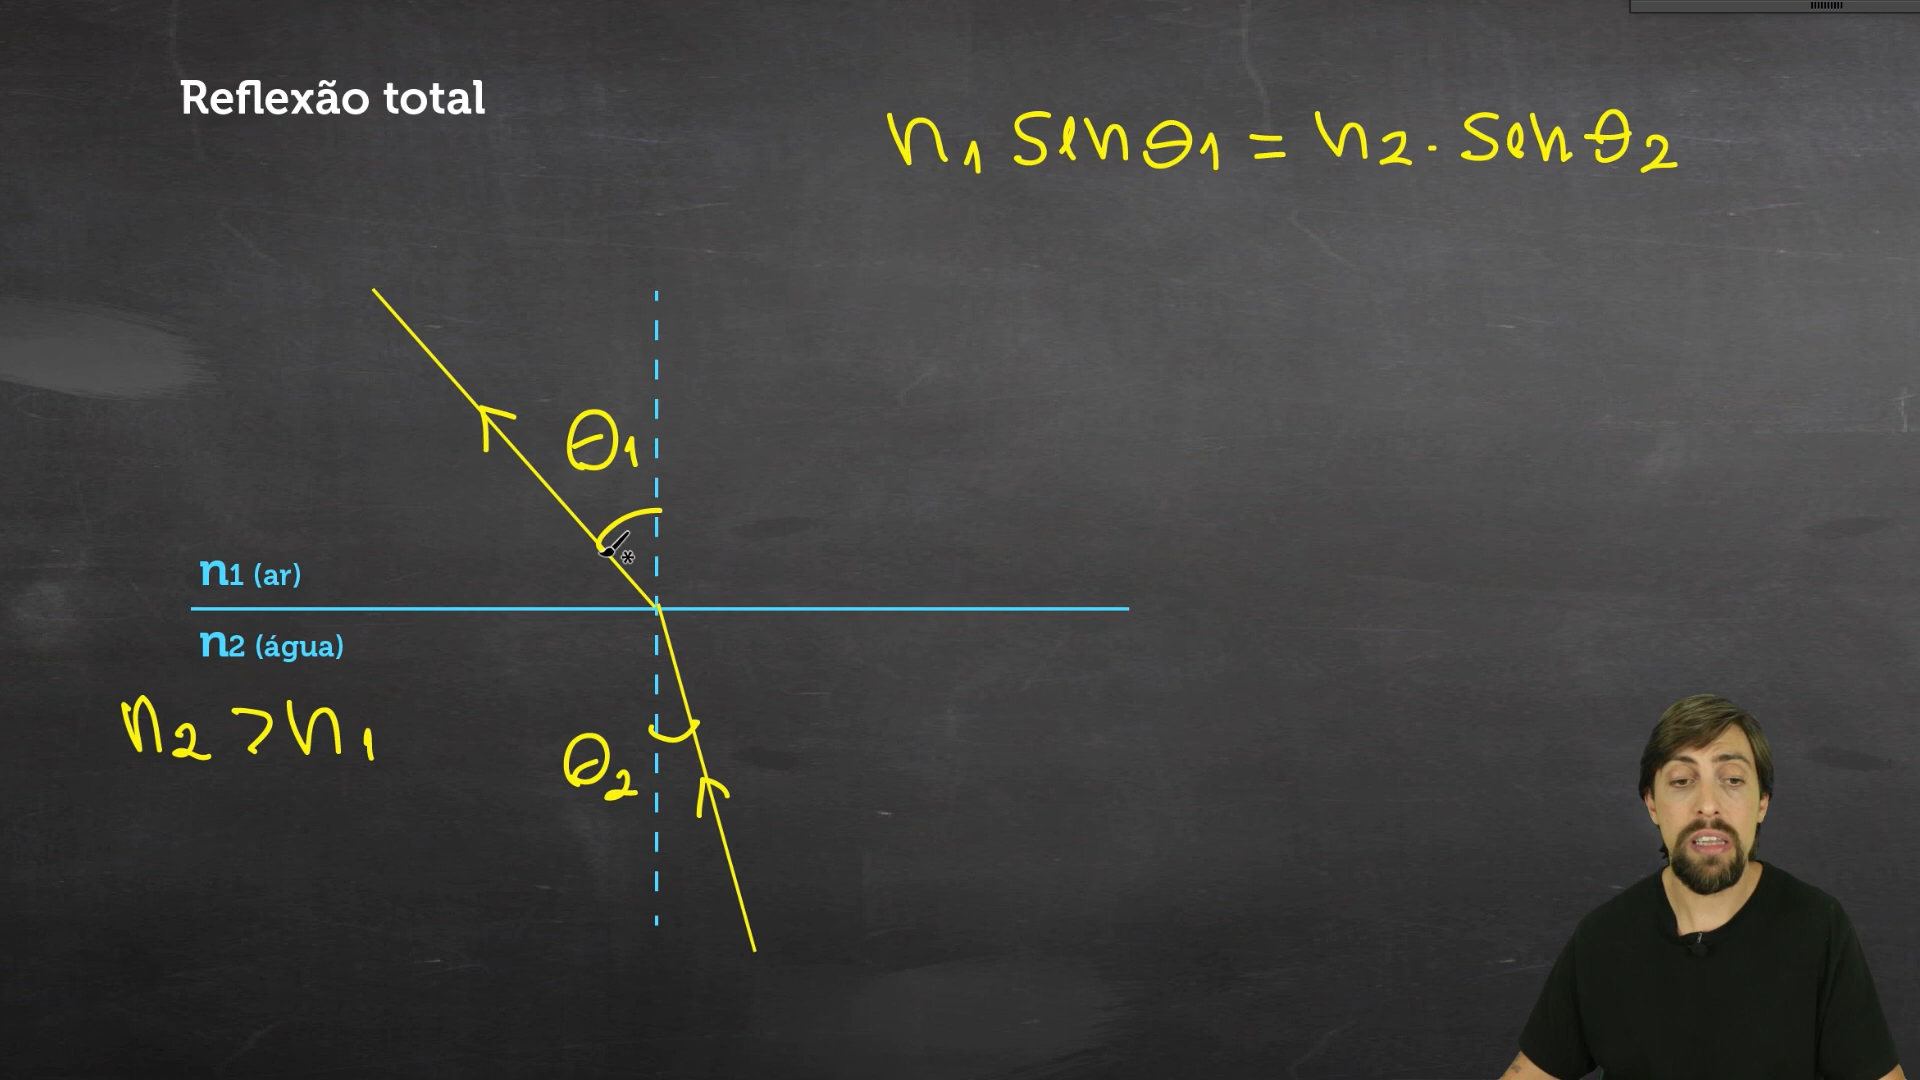 Reflexão total
n1 sen θ1 = n2 . sen θ2
θ1
n1 (ar)
n2 (água)
n2 > n1
θ2